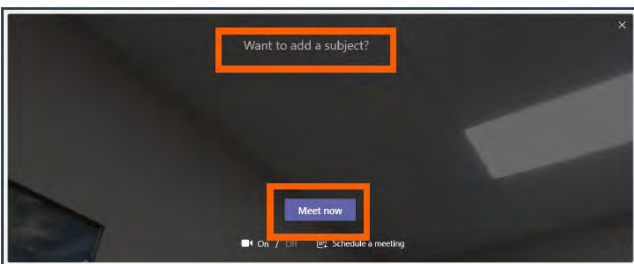 Want to add a subject?
Meet now
On / Off Schedule a meeting